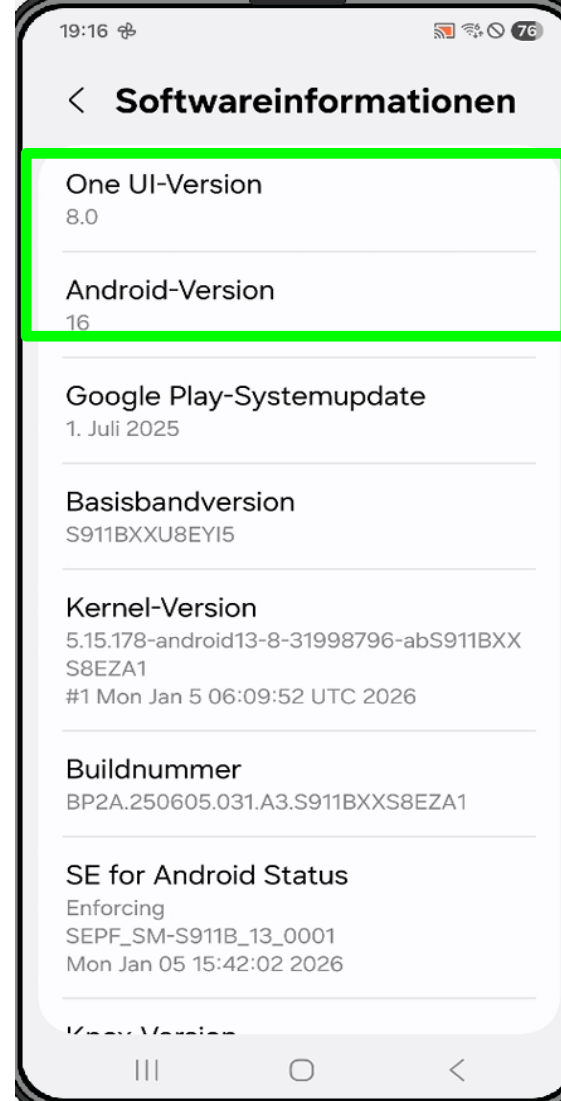 19:16
76
Softwareinformationen
One UI-Version
8.0
Android-Version
16
Google Play-Systemupdate
1. Juli 2025
Basisbandversion
S911BXXU8EYI5
Kernel-Version
5.15.178-android13-8-31998796-abS911BXX
S8EZA1
#1 Mon Jan 5 06:09:52 UTC 2026
Buildnummer
BP2A.250605.031.A3.S911BXXS8EZA1
SE for Android Status
Enforcing
SEPF_SM-S911B_13_0001
Mon Jan 05 15:42:02 2026
Knox-Version